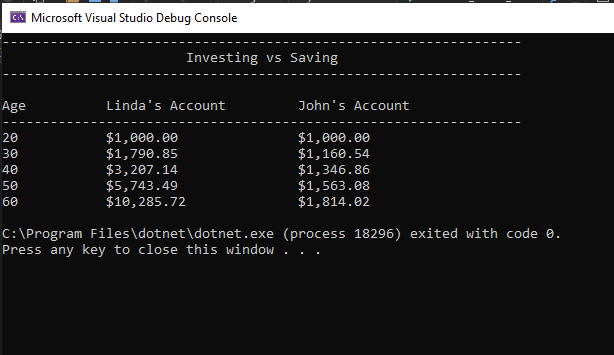 Microsoft Visual Studio Debug Console
-----------------------------------------------------------------
Investing vs Saving
-----------------------------------------------------------------
Age Linda's Account John's Account
-----------------------------------------------------------------
20 $1,000.00 $1,000.00
30 $1,790.85 $1,160.54
40 $3,207.14 $1,346.86
50 $5,743.49 $1,563.08
60 $10,285.72 $1,814.02
C:\Program Files\dotnet\dotnet.exe (process 18296) exited with code 0.
Press any key to close this window . . .